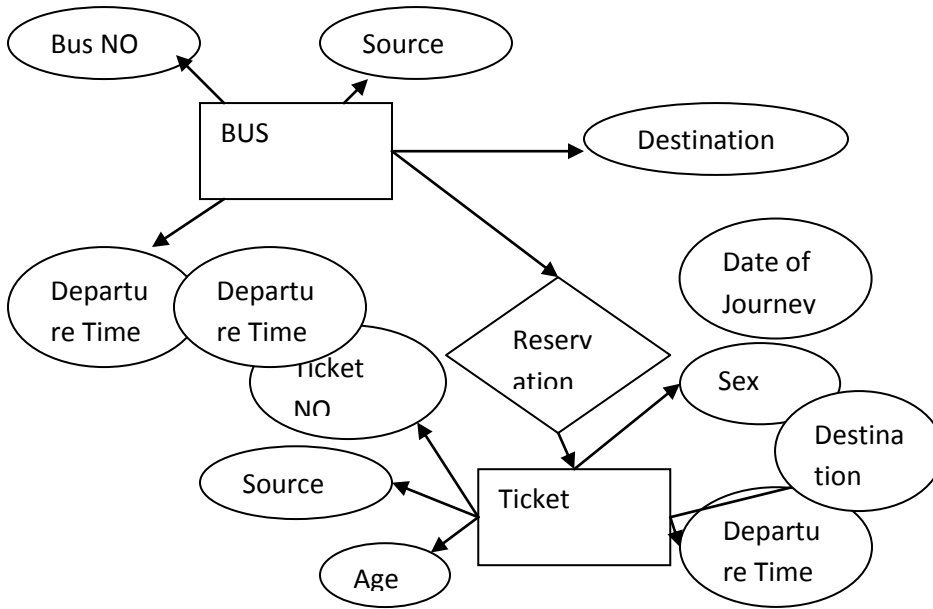 Bus NO
Source
BUS
Destination
Departu
re Time
Departu
re Time
Date of
Journey
Reserv
ation
Ticket
NO
Sex
Destina
tion
Source
Ticket
Departu
re Time
Age